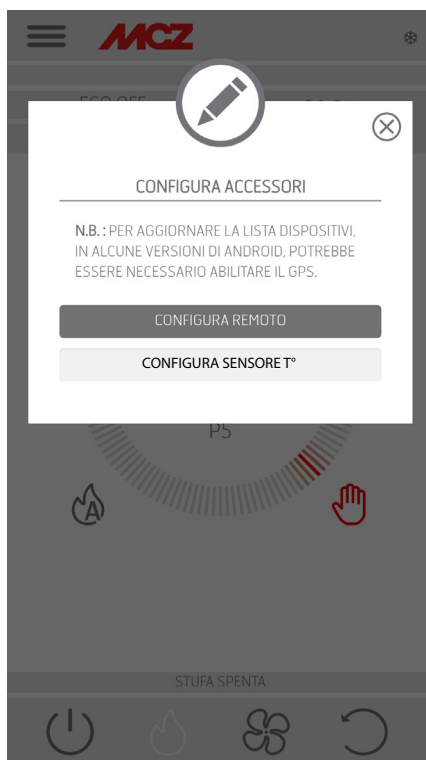 MCZ
CONFIGURA ACCESSORI
N.B. : PER AGGIORNARE LA LISTA DISPOSITIVI,
IN ALCUNE VERSIONI DI ANDROID, POTREBBE
ESSERE NECESSARIO ABILITARE IL GPS.
CONFIGURA REMOTO
CONFIGURA SENSORE T°
P5
A
STUFA SPENTA